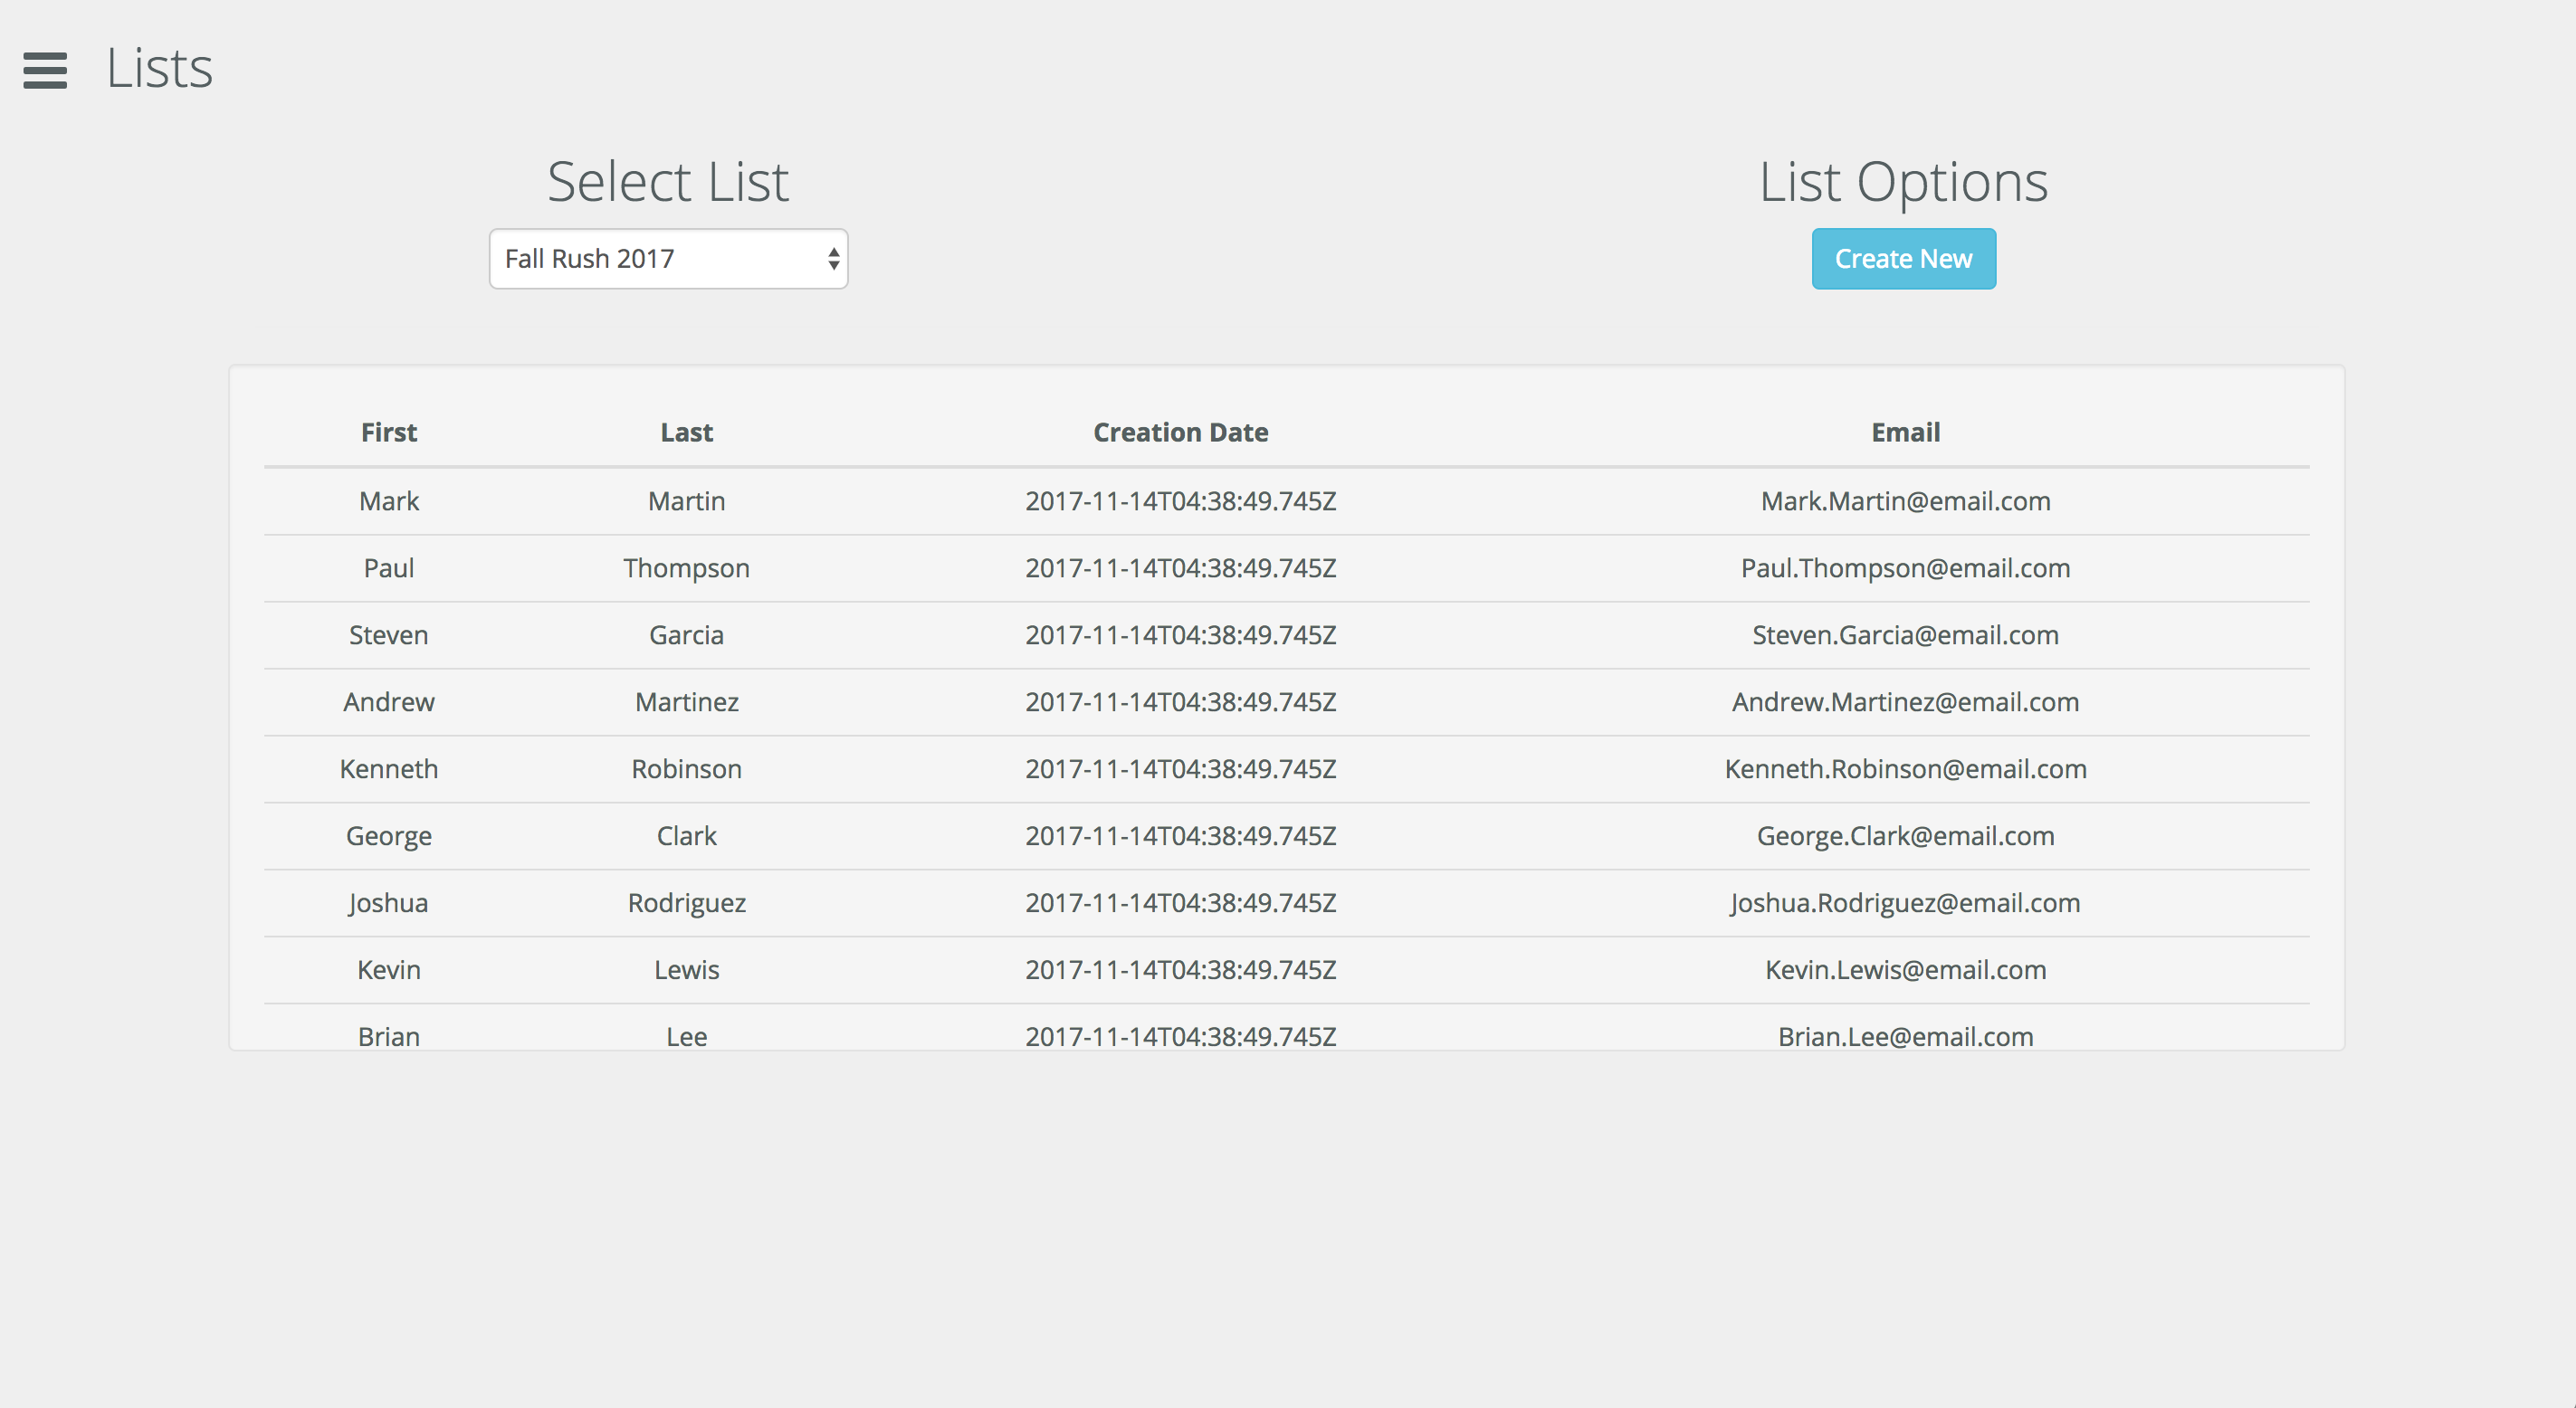 Lists
Select List
List Options
Fall Rush 2017
Create New
First Last Creation Date Email
Mark Martin 2017-11-14T04:38:49.745Z Mark.Martin@email.com
Paul Thompson 2017-11-14T04:38:49.745Z Paul.Thompson@email.com
Steven Garcia 2017-11-14T04:38:49.745Z Steven.Garcia@email.com
Andrew Martinez 2017-11-14T04:38:49.745Z Andrew.Martinez@email.com
Kenneth Robinson 2017-11-14T04:38:49.745Z Kenneth.Robinson@email.com
George Clark 2017-11-14T04:38:49.745Z George.Clark@email.com
Joshua Rodriguez 2017-11-14T04:38:49.745Z Joshua.Rodriguez@email.com
Kevin Lewis 2017-11-14T04:38:49.745Z Kevin.Lewis@email.com
Brian Lee 2017-11-14T04:38:49.745Z Brian.Lee@email.com